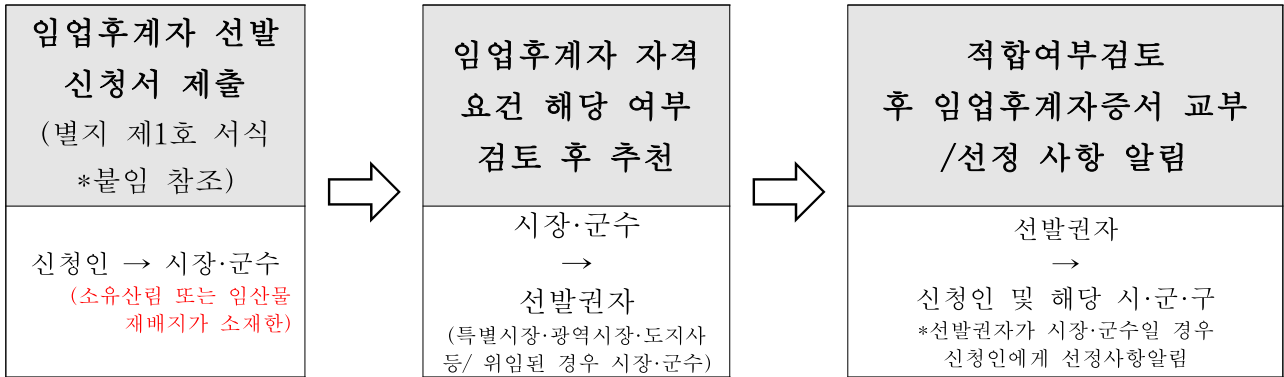 임업후계자 선발
신청서 제출
(별지 제1호 서식
*붙임 참조)
신청인 → 시장·군수
(소유산림 또는 임산물
재배지가 소재한)
임업후계자 자격
요건 해당 여부
검토 후 추천
시장·군수
→
선발권자
(특별시장·광역시장·도지사
등/ 위임된 경우 시장·군수)
적합여부검토
후 임업후계자증서 교부
/선정 사항 알림
선발권자
→
신청인 및 해당 시·군·구
*선발권자가 시장·군수일 경우
신청인에게 선정사항알림